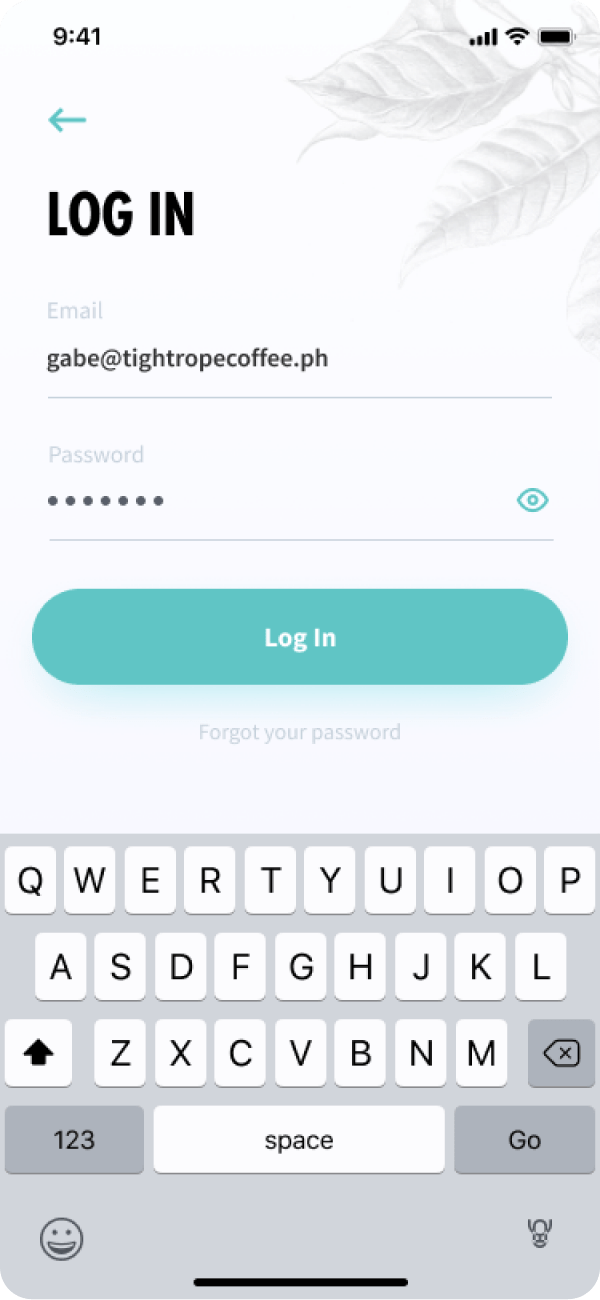 9:41
LOG IN
Email
gabe@tightropecoffee.ph
Password
•••••••
Log In
Forgot your password
Q W E R T Y U I O P
A S D F G H J K L
Z X C V B N M
123 space Go